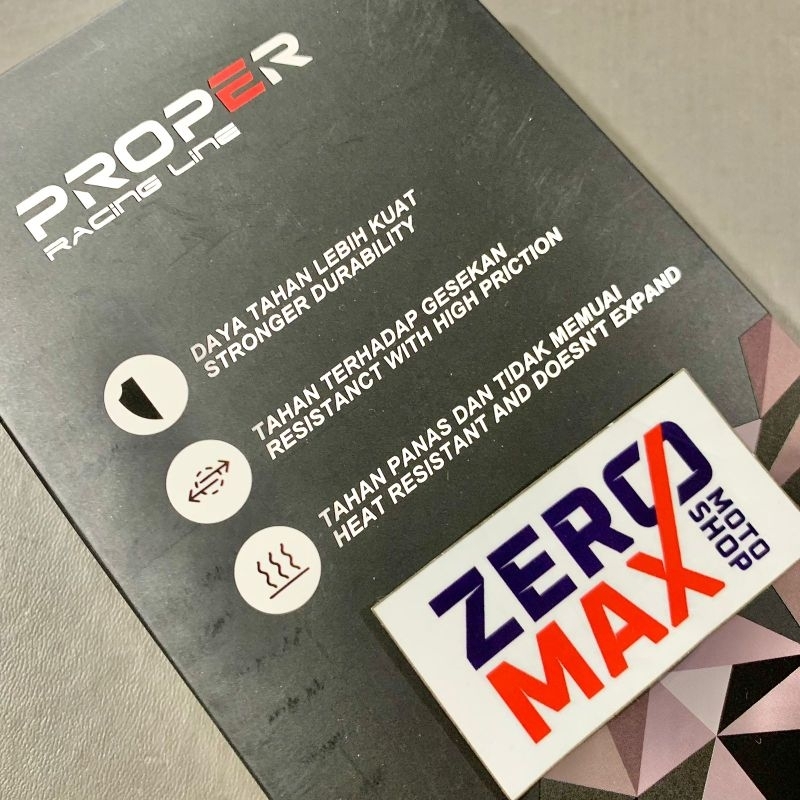 PROPER
RACING LINE
DAYA TAHAN LEBIH KUAT
STRONGER DURABILITY
TAHAN TERHADAP GESEKAN
RESISTANCT WITH HIGH PRICTION
TAHAN PANAS DAN TIDAK MEMUAI
HEAT RESISTANT AND DOESN'T EXPAND
ZERO
MAX
MOTO
SHOP